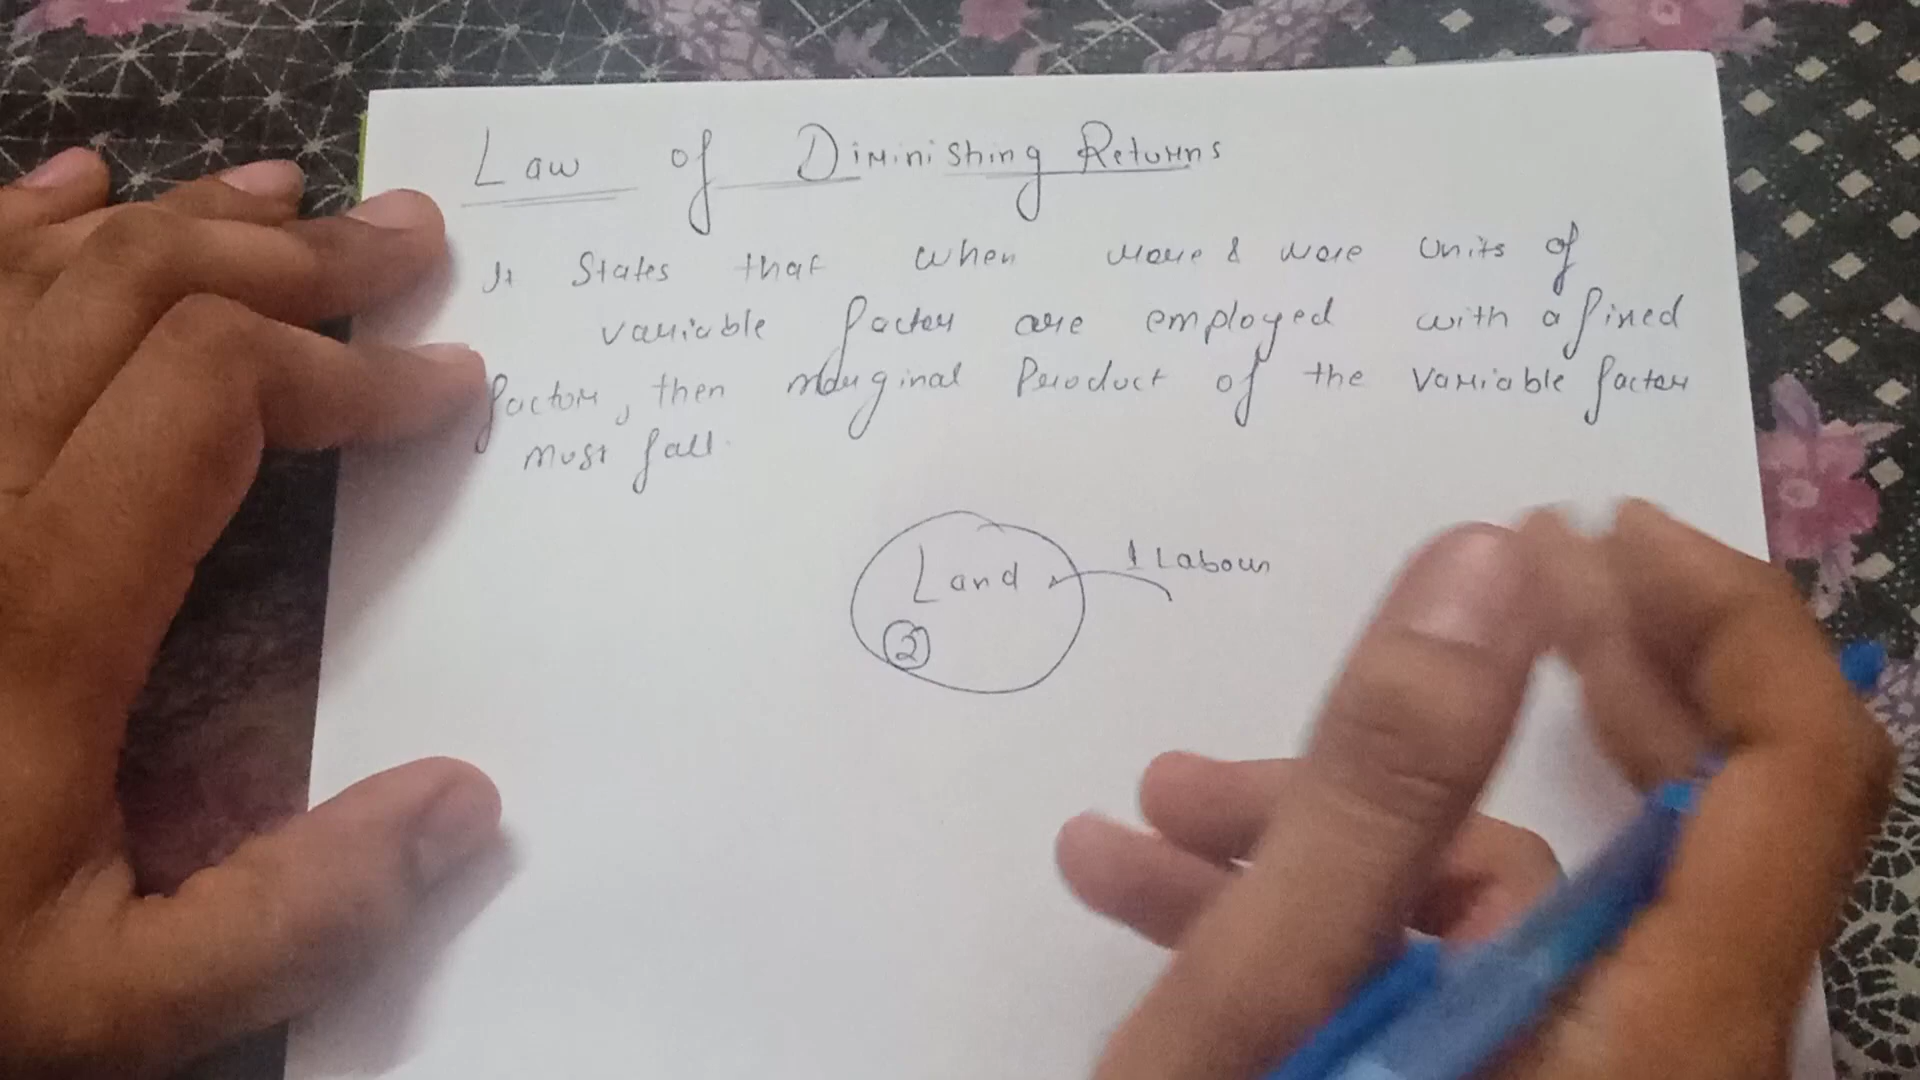 Law of Diminishing Returns
It States that when more & more Units of
variable factor are employed with a fixed
factor, then marginal Product of the Variable factor
must fall.
Land 1 Labour
2